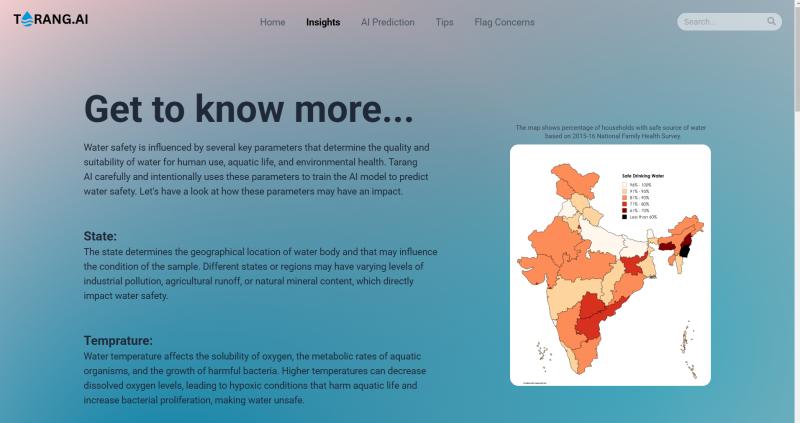 TORANG.AI
Home Insights AI Prediction Tips Flag Concerns
Search...
Get to know more...
Water safety is influenced by several key parameters that determine the quality and
suitability of water for human use, aquatic life, and environmental health. Tarang
AI carefully and intentionally uses these parameters to train the AI model to predict
water safety. Let's have a look at how these parameters may have an impact.
State:
The state determines the geographical location of water body and that may influence
the condition of the sample. Different states or regions may have varying levels of
industrial pollution, agricultural runoff, or natural mineral content, which directly
impact water safety.
Temprature:
Water temperature affects the solubility of oxygen, the metabolic rates of aquatic
organisms, and the growth of harmful bacteria. Higher temperatures can decrease
dissolved oxygen levels, leading to hypoxic conditions that harm aquatic life and
increase bacterial proliferation, making water unsafe.
The map shows percentage of households with safe source of water
based on 2015-16 National Family Health Survey.
Safe Drinking Water
96% - 100%
91% - 95%
81% - 90%
71% - 80%
61% - 70%
Less than 60%